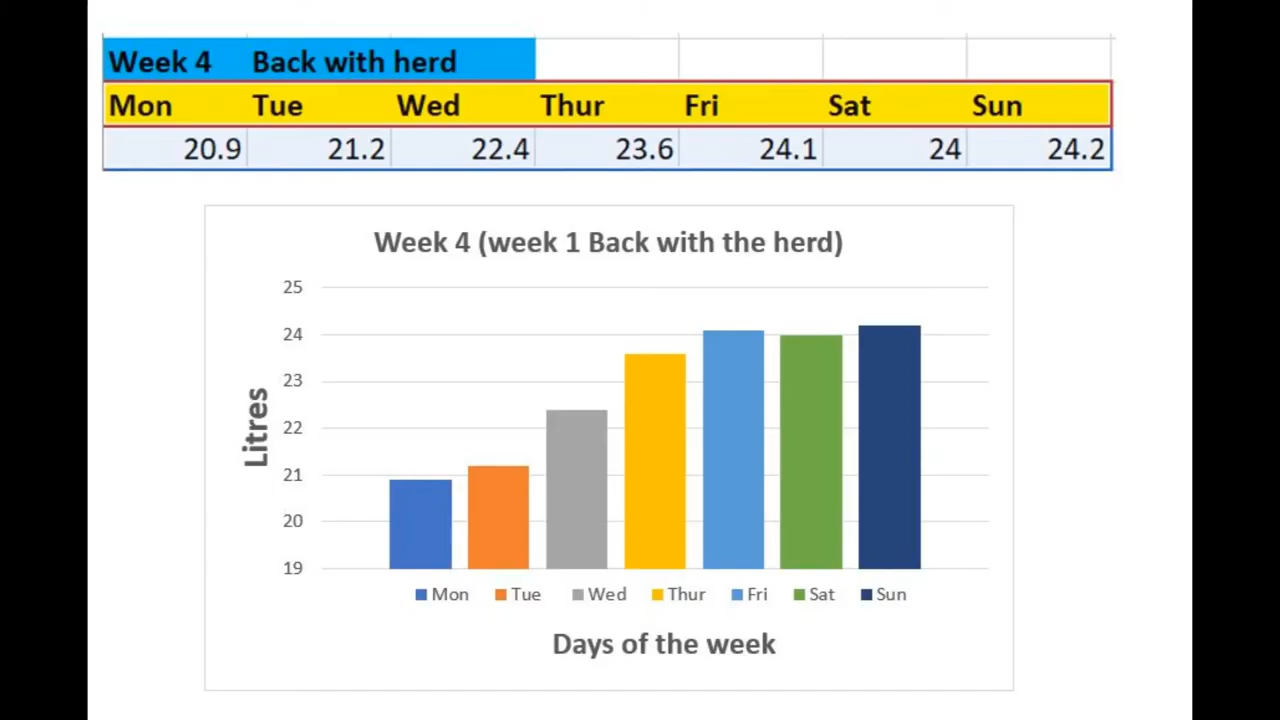 Week 4 Back with herd
Mon Tue Wed Thur Fri Sat Sun
20.9 21.2 22.4 23.6 24.1 24 24.2
Week 4 (week 1 Back with the herd)
25
24
23
22
21
20
19
Litres
Mon Tue Wed Thur Fri Sat Sun
Days of the week